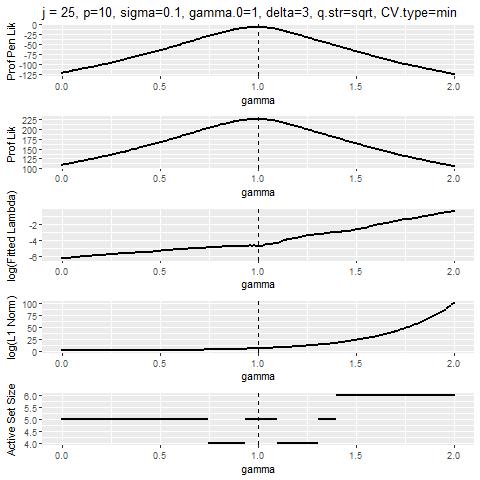 j = 25, p=10, sigma=0.1, gamma.0=1, delta=3, q.str=sqrt, CV.type=min
Prof Pen Lik
0
-25
-50
-75
-100
-125
0.0 0.5 1.0 1.5 2.0
gamma
Prof Lik
225
200
175
150
125
100
0.0 0.5 1.0 1.5 2.0
gamma
log(Fitted Lambda)
-2
-4
-6
0.0 0.5 1.0 1.5 2.0
gamma
log(L1 Norm)
100
75
50
25
0
0.0 0.5 1.0 1.5 2.0
gamma
Active Set Size
6.0
5.5
5.0
4.5
4.0
0.0 0.5 1.0 1.5 2.0
gamma